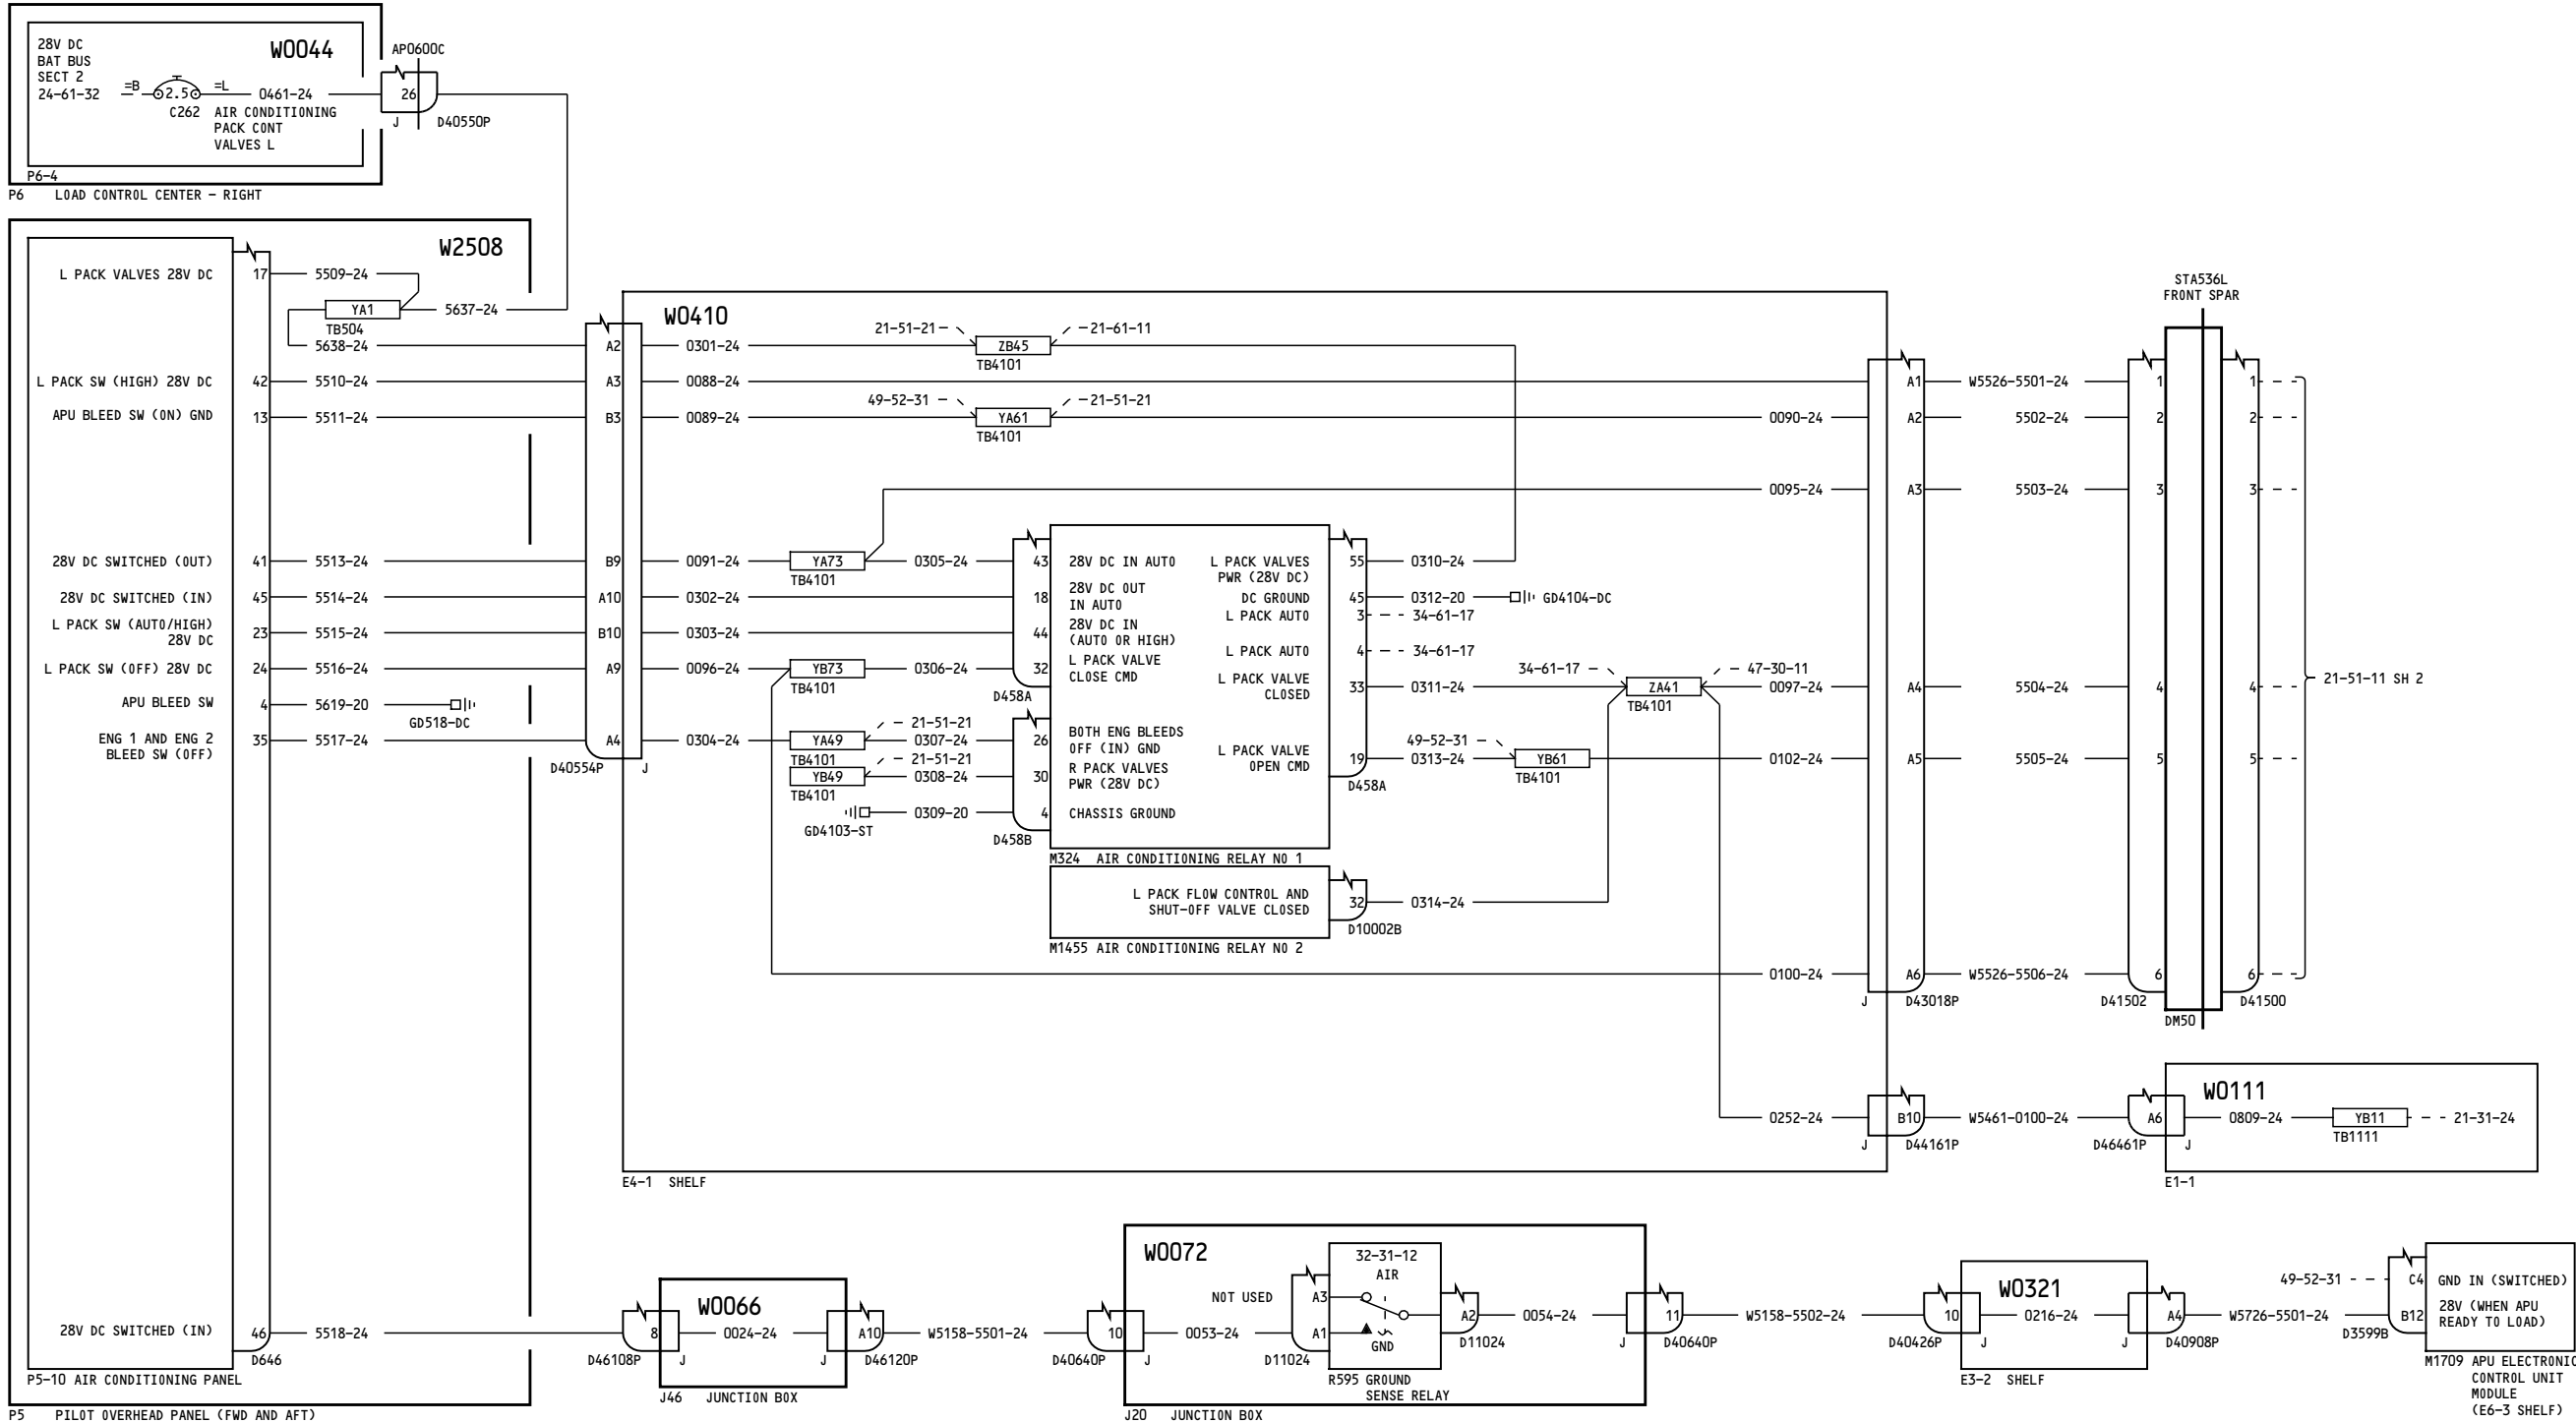 28V DC
BAT BUS
SECT 2
24-61-32
=B
2.5
=L
0461-24
W0044
C262
AIR CONDITIONING
PACK CONT
VALVES L
P6-4
P6 LOAD CONTROL CENTER - RIGHT
AP0600C
26
J
D40550P
W2508
L PACK VALVES 28V DC 17 5509-24
YA1
TB504
5637-24
5638-24
L PACK SW (HIGH) 28V DC 42 5510-24
APU BLEED SW (ON) GND 13 5511-24
28V DC SWITCHED (OUT) 41 5513-24
28V DC SWITCHED (IN) 45 5514-24
L PACK SW (AUTO/HIGH)
28V DC
23 5515-24
L PACK SW (OFF) 28V DC 24 5516-24
APU BLEED SW 4 5619-20
GD518-DC
ENG 1 AND ENG 2
BLEED SW (OFF)
35 5517-24
28V DC SWITCHED (IN) 46 5518-24
D646
P5-10 AIR CONDITIONING PANEL
P5 PILOT OVERHEAD PANEL (FWD AND AFT)
W0410
A2 0301-24
21-51-21
ZB45
TB4101
21-61-11
A3 0088-24
B3 0089-24
49-52-31
YA61
TB4101
21-51-21
B9 0091-24
YA73
TB4101
0305-24
A10 0302-24
B10 0303-24
A9 0096-24
YB73
TB4101
0306-24
A4 0304-24
YA49
TB4101
21-51-21
0307-24
YB49
TB4101
21-51-21
0308-24
0309-20
GD4103-ST
D40554P
J
43 28V DC IN AUTO
18 28V DC OUT
IN AUTO
44 28V DC IN
(AUTO OR HIGH)
32 L PACK VALVE
CLOSE CMD
D458A
26 BOTH ENG BLEEDS
OFF (IN) GND
30 R PACK VALVES
PWR (28V DC)
4 CHASSIS GROUND
D458B
L PACK VALVES
PWR (28V DC)
55 0310-24
DC GROUND 45 0312-20 GD4104-DC
L PACK AUTO 3 34-61-17
L PACK AUTO 4 34-61-17
L PACK VALVE
CLOSED
33 0311-24
L PACK VALVE
OPEN CMD
19 0313-24
D458A
M324 AIR CONDITIONING RELAY NO 1
L PACK FLOW CONTROL AND
SHUT-OFF VALVE CLOSED
32 0314-24
D10002B
M1455 AIR CONDITIONING RELAY NO 2
34-61-17
ZA41
TB4101
47-30-11
49-52-31
YB61
TB4101
0090-24
0095-24
0097-24
0102-24
0100-24
0252-24
E4-1 SHELF
A1 W5526-5501-24 1
A2 5502-24 2
A3 5503-24 3
A4 5504-24 4
A5 5505-24 5
A6 W5526-5506-24 6
J
D43018P
D41502
STA536L
FRONT SPAR
DM50
1
2
3
4
5
6
D41500
21-51-11 SH 2
B10 W5461-0100-24 A6
J
D44161P
D46461P
J
W0111
0809-24
YB11
TB1111
21-31-24
E1-1
8
D46108P
J
W0066
0024-24
J
A10
D46120P
J46 JUNCTION BOX
W5158-5501-24
10
D40640P
J
W0072
0053-24
NOT USED
A3
A1
D11024
32-31-12
AIR
GND
R595 GROUND
SENSE RELAY
A2
D11024
0054-24
11
J
D40640P
J20 JUNCTION BOX
W5158-5502-24
10
D40426P
J
W0321
0216-24
J
A4
D40908P
E3-2 SHELF
W5726-5501-24
49-52-31
C4 GND IN (SWITCHED)
B12 28V (WHEN APU
READY TO LOAD)
D3599B
M1709 APU ELECTRONIC
CONTROL UNIT
MODULE
(E6-3 SHELF)